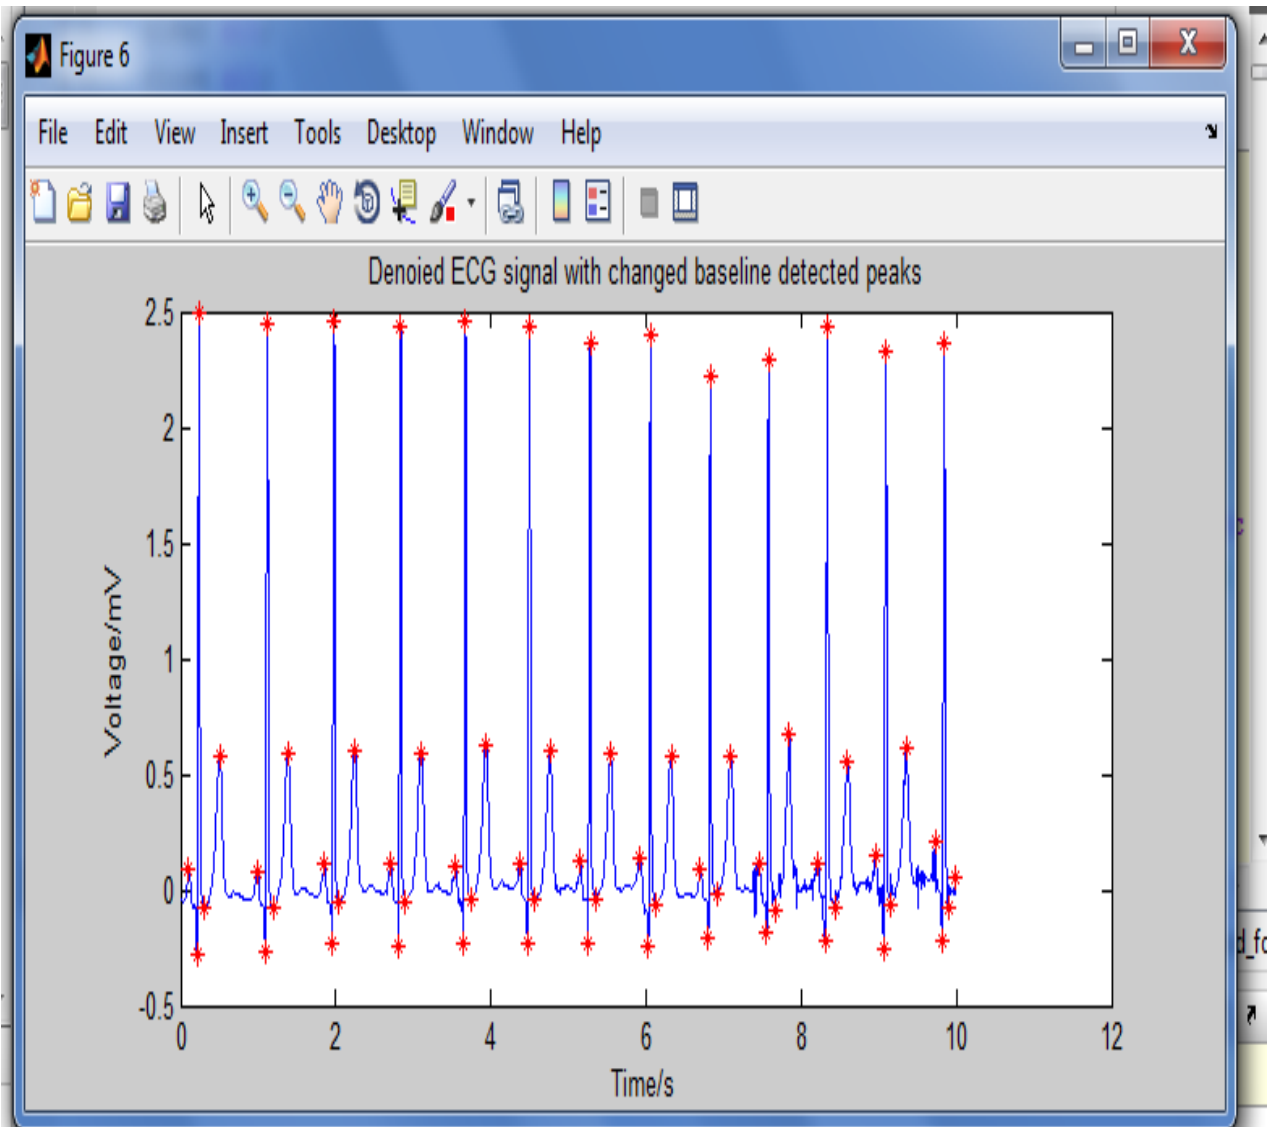 Figure 6
File Edit View Insert Tools Desktop Window Help
Denoied ECG signal with changed baseline detected peaks
2.5
2
1.5
1
0.5
0
-0.5
0 2 4 6 8 10 12
Voltage/mV
Time/s
c
d_fc